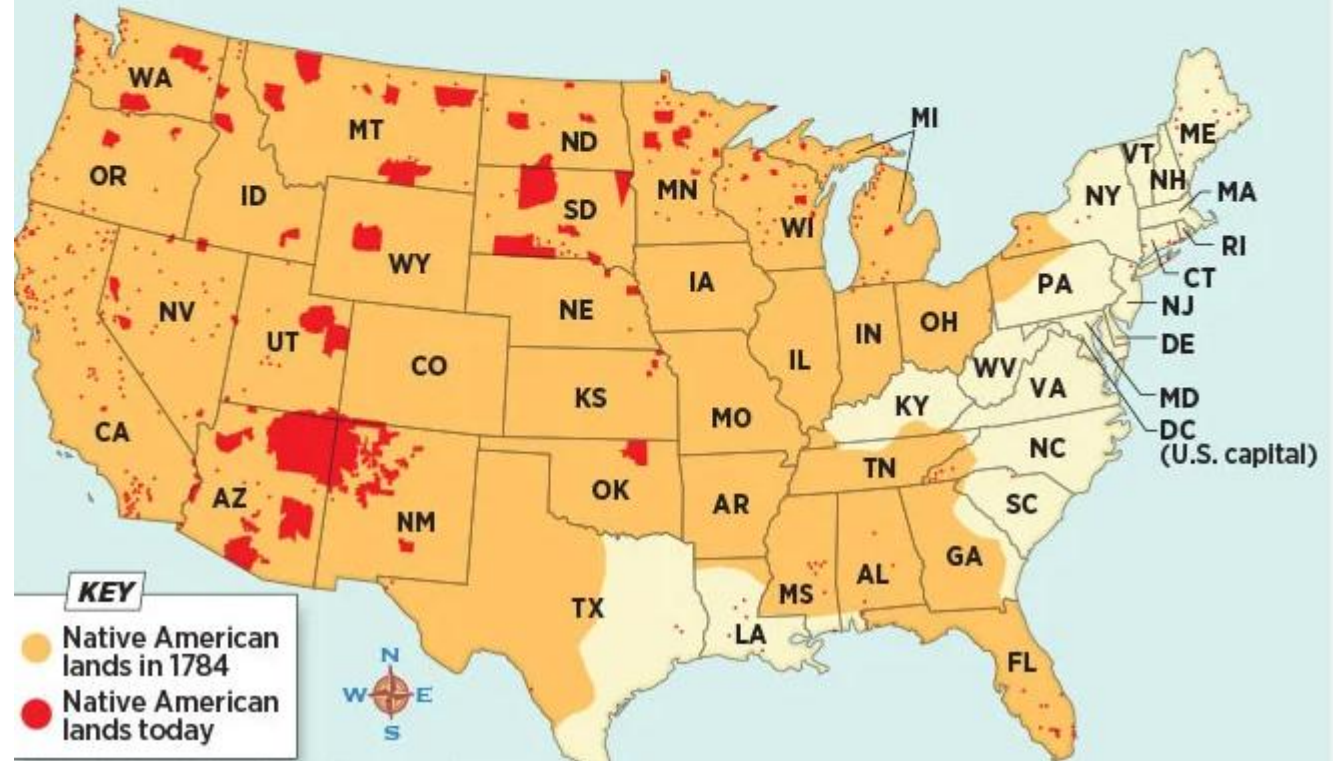 WA
MT
ND
MN
MI
ME
VT
NH
NY
MA
RI
CT
NJ
DE
MD
DC
(U.S. capital)
OR
ID
SD
WI
WY
IA
PA
NV
UT
CO
NE
IL
IN
OH
WV
VA
KS
MO
KY
CA
NC
TN
AZ
NM
OK
AR
SC
MS
AL
GA
TX
LA
FL
KEY
Native American
lands in 1784
Native American
lands today
N
W E
S